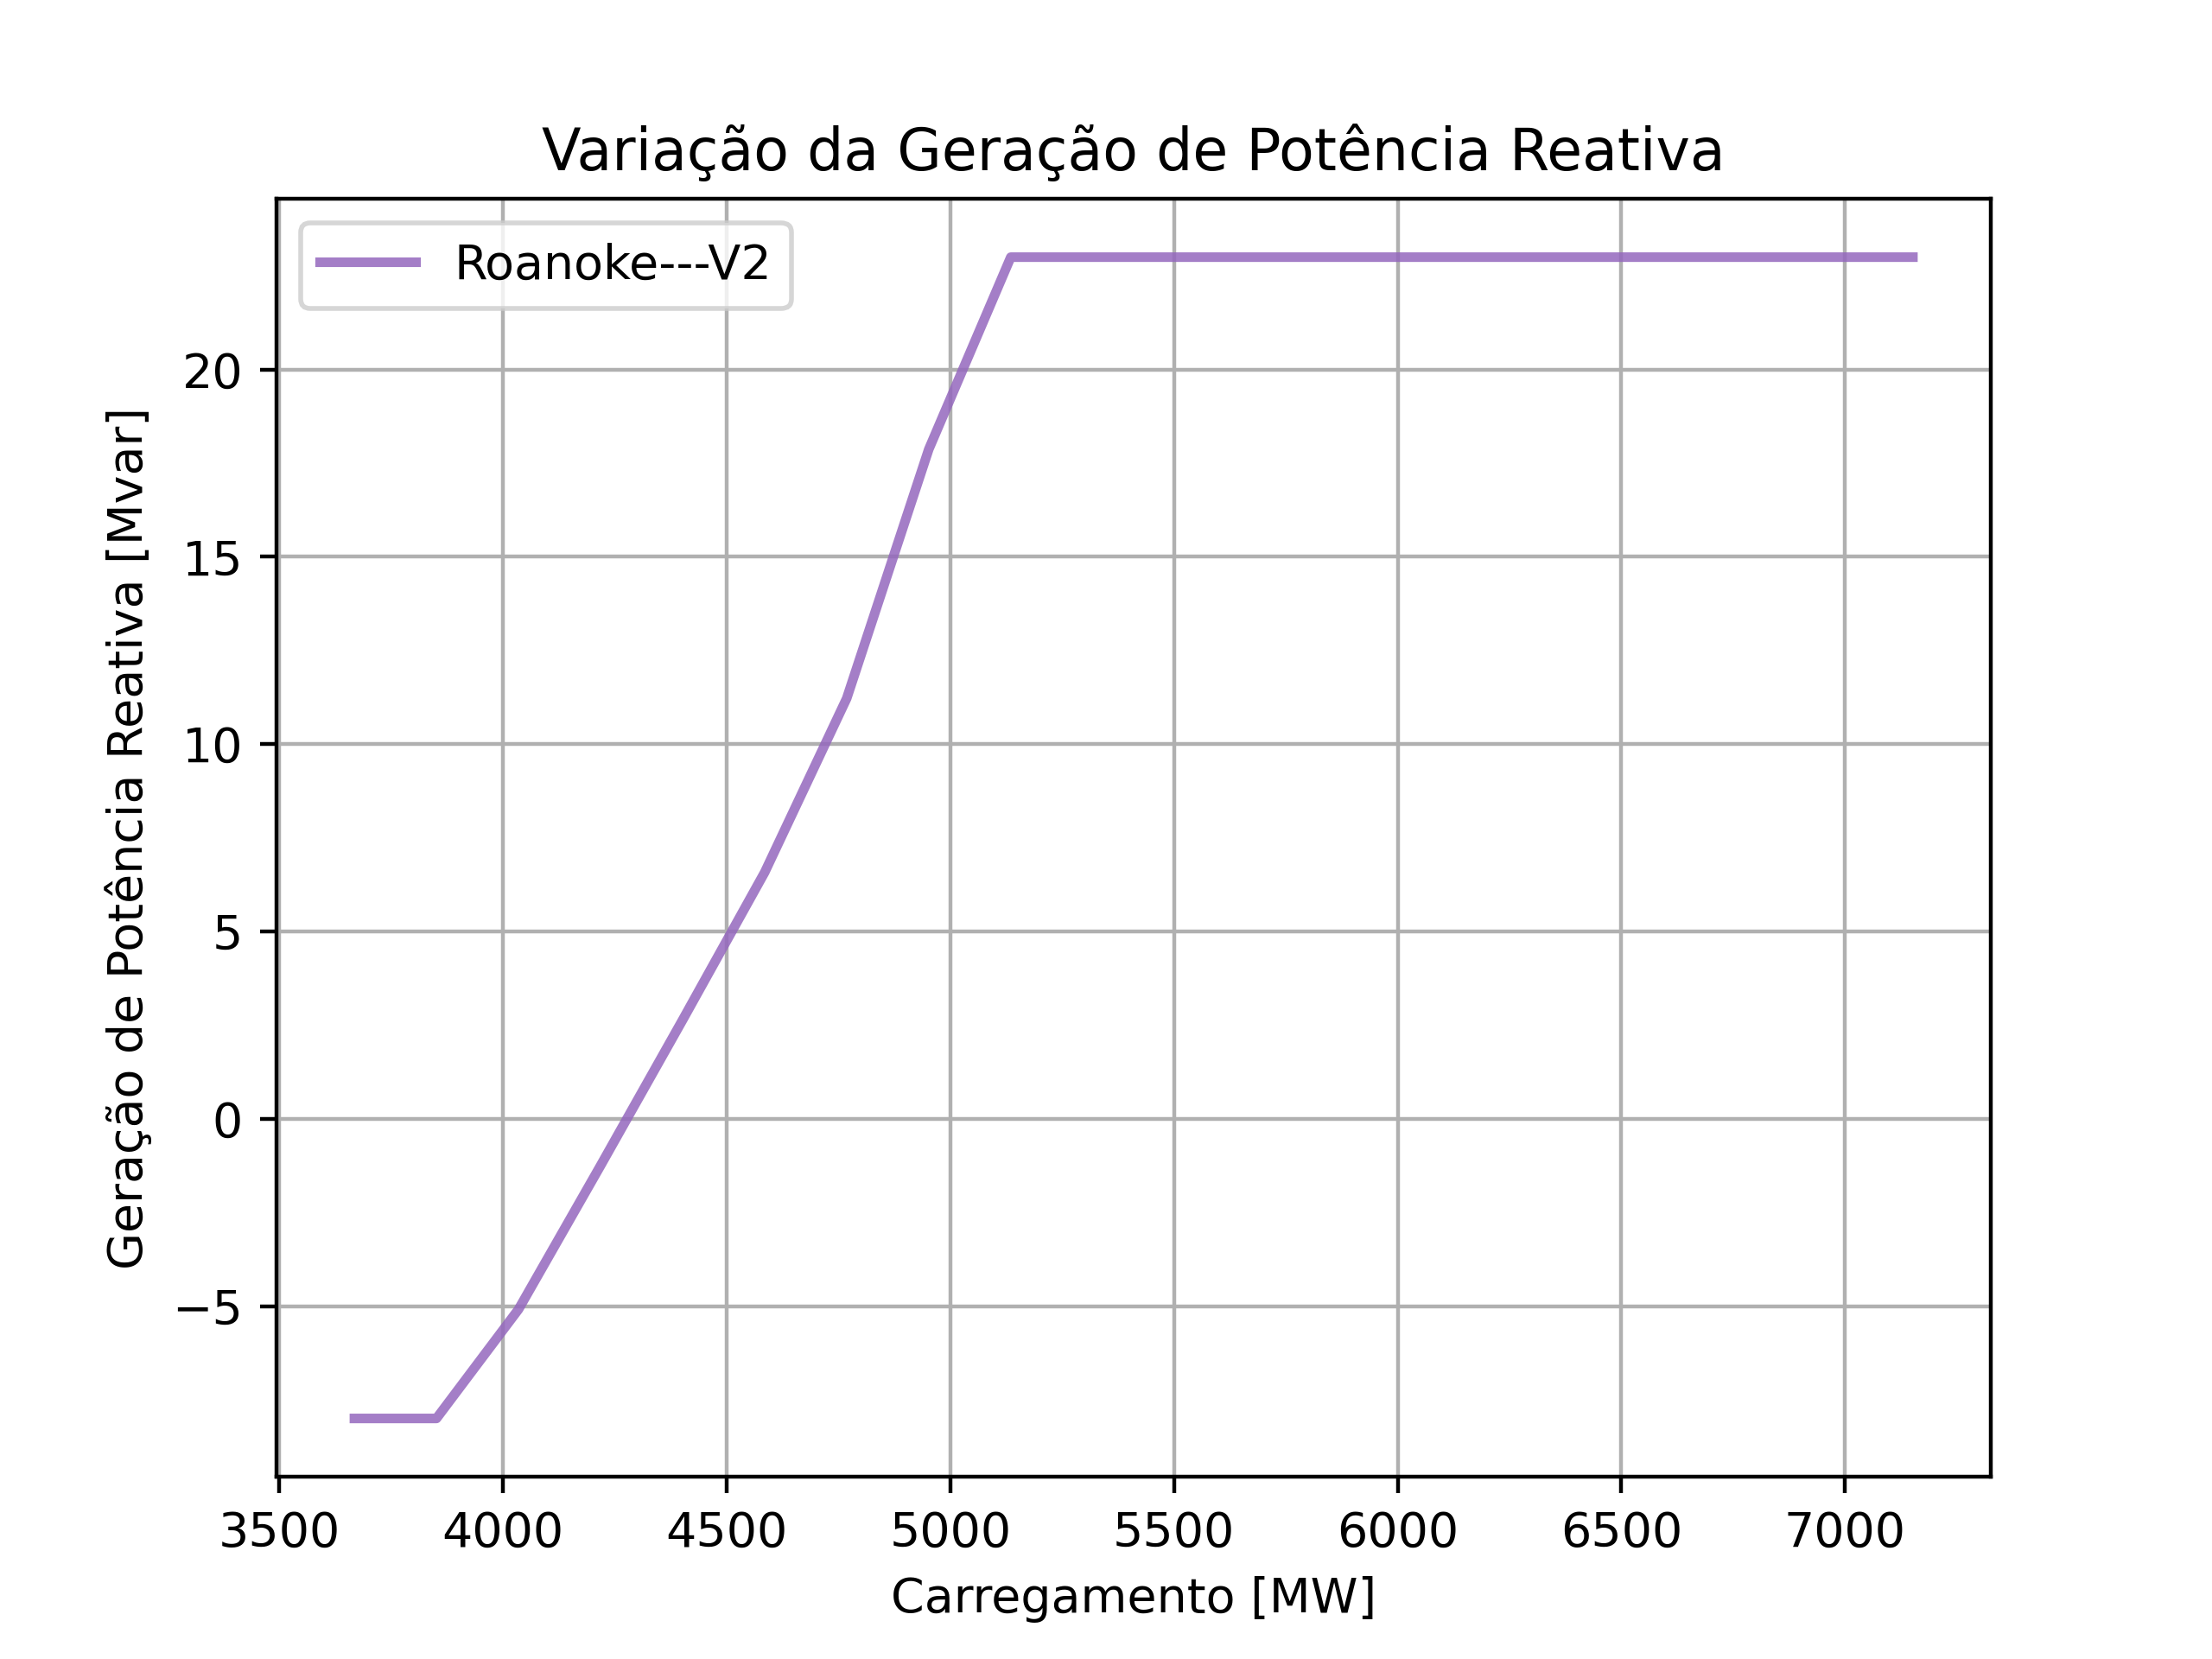 Variação da Geração de Potência Reativa
Roanoke---V2
Geração de Potência Reativa [Mvar]
20
15
10
5
0
−5
3500 4000 4500 5000 5500 6000 6500 7000
Carregamento [MW]